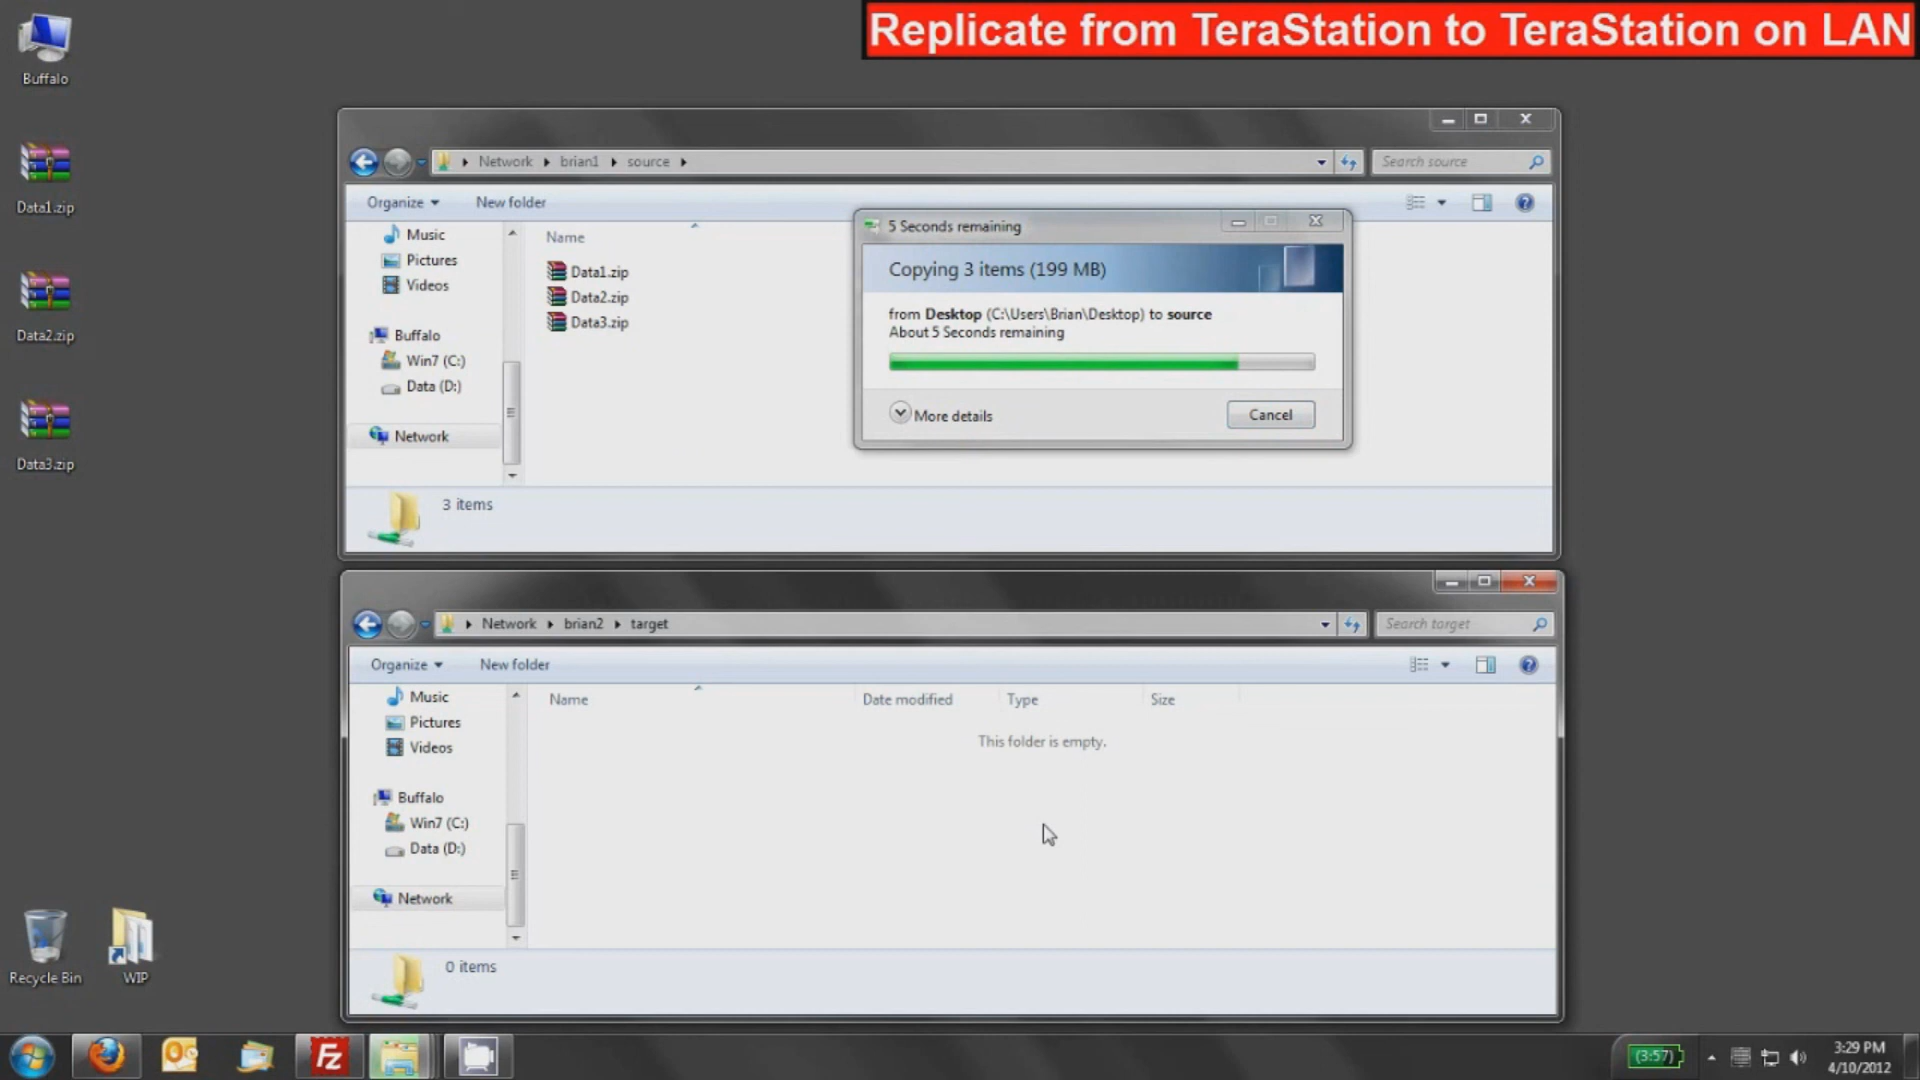 Replicate from TeraStation to TeraStation on LAN
Buffalo
Data1.zip
Data2.zip
Data3.zip
Recycle Bin
WIP
Network brian1 source
Search source
Organize New folder
Music
Pictures
Videos
Buffalo
Win7 (C:)
Data (D:)
Network
Name
Data1.zip
Data2.zip
Data3.zip
3 items
5 Seconds remaining
Copying 3 items (199 MB)
from Desktop (C:\Users\Brian\Desktop) to source
About 5 Seconds remaining
More details
Cancel
Network brian2 target
Search target
Organize New folder
Music
Pictures
Videos
Buffalo
Win7 (C:)
Data (D:)
Network
Name Date modified Type Size
This folder is empty.
0 items
FZ
(3:57)
3:29 PM
4/10/2012